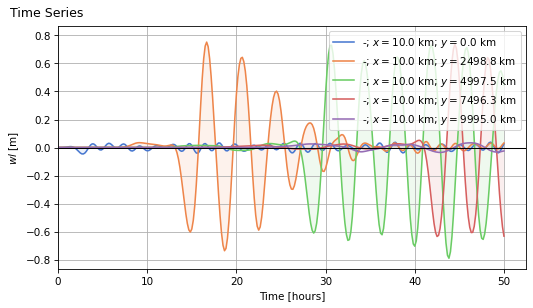 Time Series
-; x = 10.0 km; y = 0.0 km
-; x = 10.0 km; y = 2498.8 km
-; x = 10.0 km; y = 4997.5 km
-; x = 10.0 km; y = 7496.3 km
-; x = 10.0 km; y = 9995.0 km
0.8
0.6
0.4
0.2
0.0
−0.2
−0.4
−0.6
−0.8
wl [m]
0 10 20 30 40 50
Time [hours]